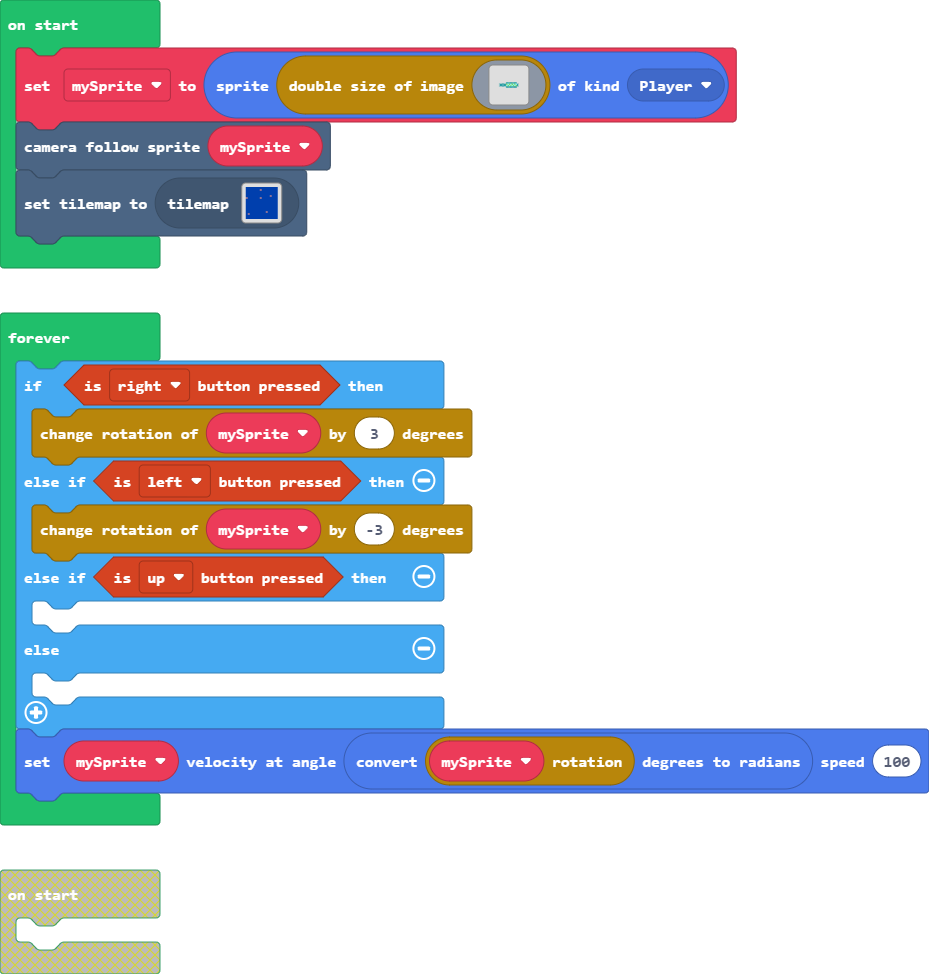 on start
set mySprite to sprite double size of image of kind Player
camera follow sprite mySprite
set tilemap to tilemap
forever
if is right button pressed then
change rotation of mySprite by 3 degrees
else if is left button pressed then
change rotation of mySprite by -3 degrees
else if is up button pressed then
else
set mySprite velocity at angle convert mySprite rotation degrees to radians speed 100
on start